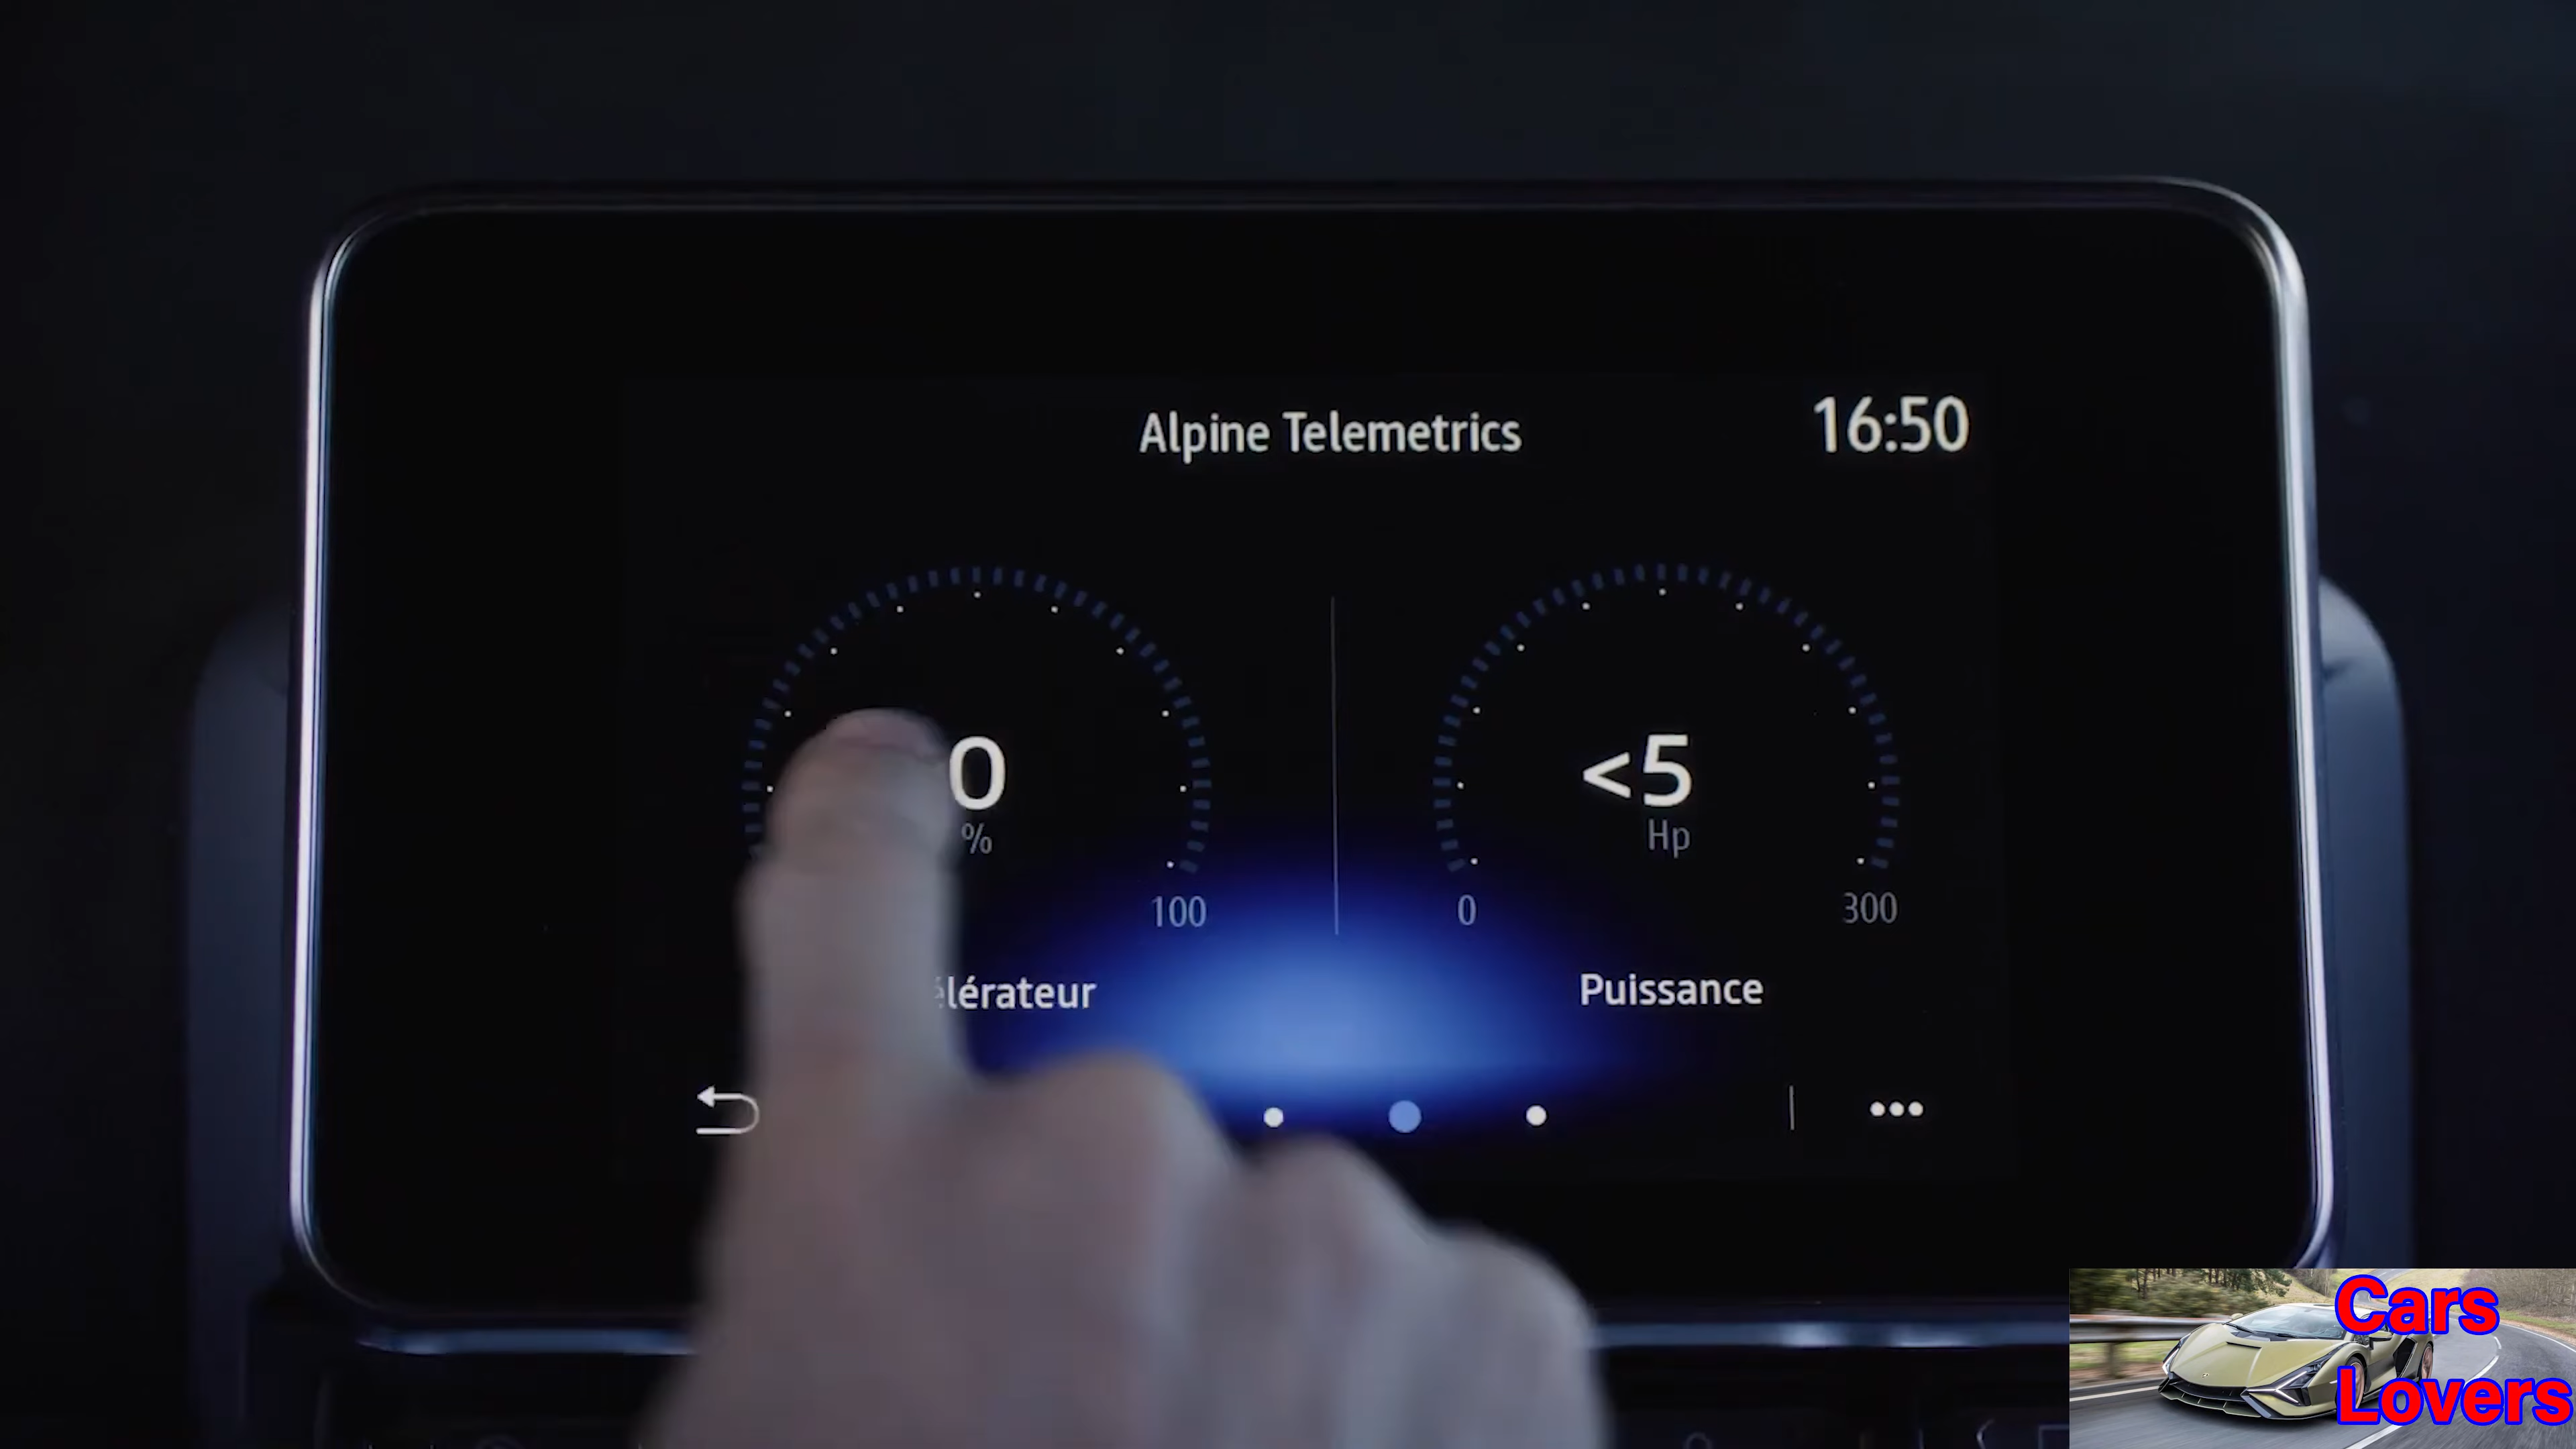 Alpine Telemetrics
16:50
0
%
100
<5
Hp
0
300
lérateur
Puissance
Cars
Lovers